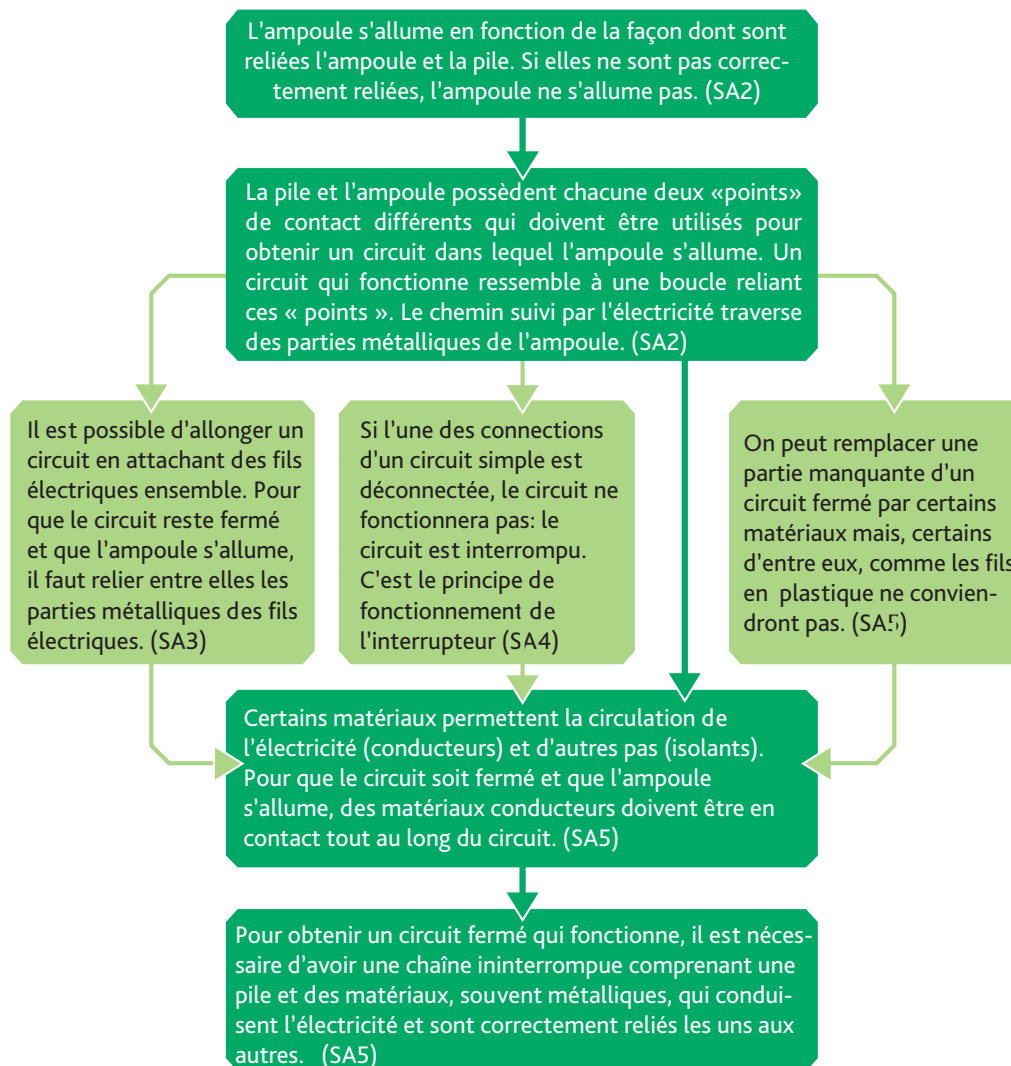 L'ampoule s'allume en fonction de la façon dont sont
reliées l'ampoule et la pile. Si elles ne sont pas correc-
tement reliées, l'ampoule ne s'allume pas. (SA2)
La pile et l'ampoule possèdent chacune deux «points»
de contact différents qui doivent être utilisés pour
obtenir un circuit dans lequel l'ampoule s'allume. Un
circuit qui fonctionne ressemble à une boucle reliant
ces « points ». Le chemin suivi par l'électricité traverse
des parties métalliques de l'ampoule. (SA2)
Il est possible d'allonger un
circuit en attachant des fils
électriques ensemble. Pour
que le circuit reste fermé
et que l'ampoule s'allume,
il faut relier entre elles les
parties métalliques des fils
électriques. (SA3)
Si l'une des connections
d'un circuit simple est
déconnectée, le circuit ne
fonctionnera pas: le
circuit est interrompu.
C'est le principe de
fonctionnement de
l'interrupteur (SA4)
On peut remplacer une
partie manquante d'un
circuit fermé par certains
matériaux mais, certains
d'entre eux, comme les fils
en plastique ne convien-
dront pas. (SA5)
Certains matériaux permettent la circulation de
l'électricité (conducteurs) et d'autres pas (isolants).
Pour que le circuit soit fermé et que l'ampoule
s'allume, des matériaux conducteurs doivent être en
contact tout au long du circuit. (SA5)
Pour obtenir un circuit fermé qui fonctionne, il est néces-
saire d'avoir une chaîne ininterrompue comprenant une
pile et des matériaux, souvent métalliques, qui condui-
sent l'électricité et sont correctement reliés les uns aux
autres. (SA5)